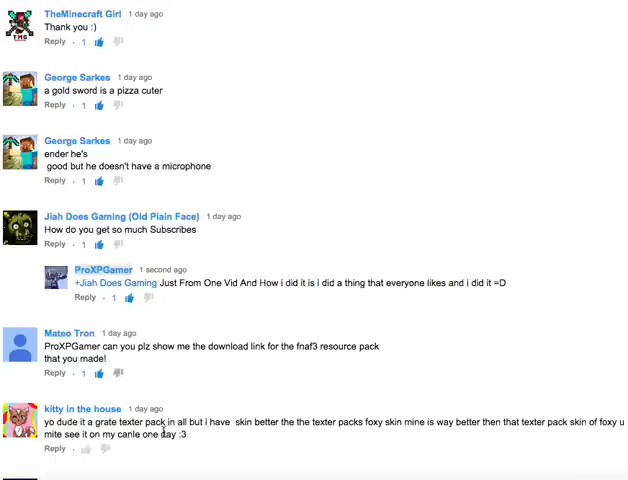 TheMInecraft Girl 1 day ago
Thank you :)
Reply · 1
George Sarkes 1 day ago
a gold sword is a pizza cuter
Reply · 1
George Sarkes 1 day ago
ender he's
good but he doesn't have a microphone
Reply · 1
Jiah Does Gaming (Old Plain Face) 1 day ago
How do you get so much Subscribes
Reply · 1
ProXPGamer 1 second ago
+Jiah Does Gaming Just From One Vid And How i did it is i did a thing that everyone likes and i did it =D
Reply · 1
Mateo Tron 1 day ago
ProXPGamer can you plz show me the download link for the fnaf3 resource pack
that you made!
Reply · 1
kitty in the house 1 day ago
yo dude it a grate texter pack in all but i have skin better the the texter packs foxy skin mine is way better then that texter pack skin of foxy u
mite see it on my canle one day :3
Reply ·